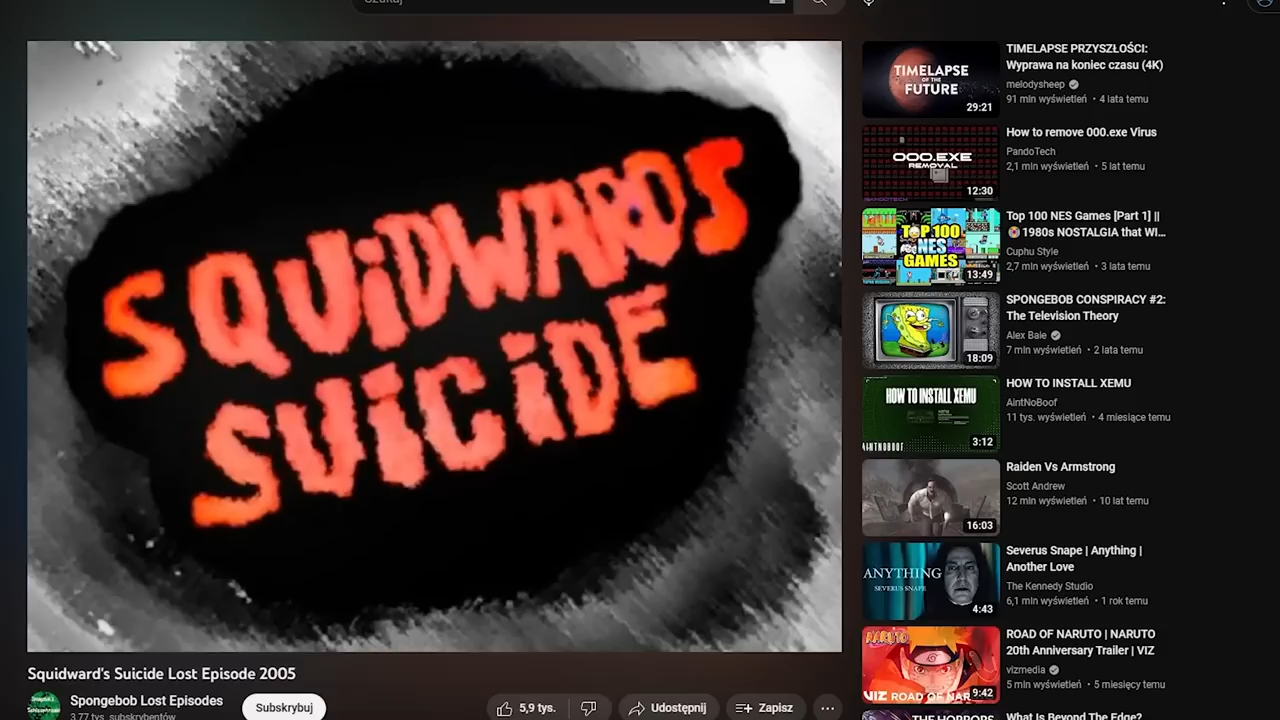 Szukaj
SQUiDWARDS
SUiCiDE
Squidward's Suicide Lost Episode 2005
Spongebob Lost Episodes
3,77 tys. subskrybentów
Subskrybuj
5,9 tys.
Udostępnij
Zapisz
TIMELAPSE
OF THE
FUTURE
29:21
TIMELAPSE PRZYSZŁOŚCI:
Wyprawa na koniec czasu (4K)
melodysheep
91 mln wyświetleń • 4 lata temu
000.EXE
REMOVAL
PANDOTECH
12:30
How to remove 000.exe Virus
PandoTech
2,1 mln wyświetleń • 5 lat temu
TOP 100
NES
GAMES
13:49
Top 100 NES Games [Part 1] ||
1980s NOSTALGIA that WI...
Cuphu Style
2,7 mln wyświetleń • 3 lata temu
18:09
SPONGEBOB CONSPIRACY #2:
The Television Theory
Alex Bale
7 mln wyświetleń • 2 lata temu
HOW TO INSTALL XEMU
AINTNOBOOF
3:12
HOW TO INSTALL XEMU
AintNoBoof
11 tys. wyświetleń • 4 miesiące temu
16:03
Raiden Vs Armstrong
Scott Andrew
12 mln wyświetleń • 10 lat temu
ANYTHING
SEVERUS SNAPE
4:43
Severus Snape | Anything |
Another Love
The Kennedy Studio
6,1 mln wyświetleń • 1 rok temu
NARUTO
VIZ ROAD OF NAR
9:42
ROAD OF NARUTO | NARUTO
20th Anniversary Trailer | VIZ
vizmedia
5 mln wyświetleń • 5 miesięcy temu
THE HORRORS
What Is Beyond The Edge?